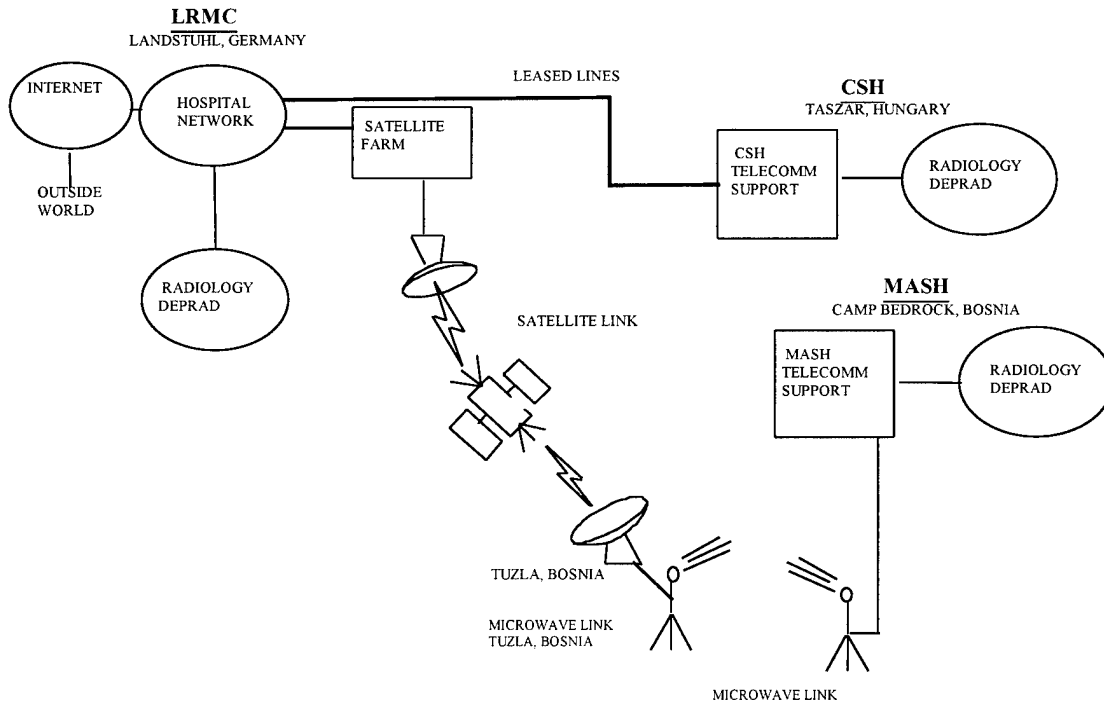 LRMC
LANDSTUHL, GERMANY
INTERNET
HOSPITAL
NETWORK
LEASED LINES
SATELLITE
FARM
OUTSIDE
WORLD
RADIOLOGY
DEPRAD
CSH
TASZAR, HUNGARY
CSH
TELECOMM
SUPPORT
RADIOLOGY
DEPRAD
SATELLITE LINK
MASH
CAMP BEDROCK, BOSNIA
MASH
TELECOMM
SUPPORT
RADIOLOGY
DEPRAD
TUZLA, BOSNIA
MICROWAVE LINK
TUZLA, BOSNIA
MICROWAVE LINK